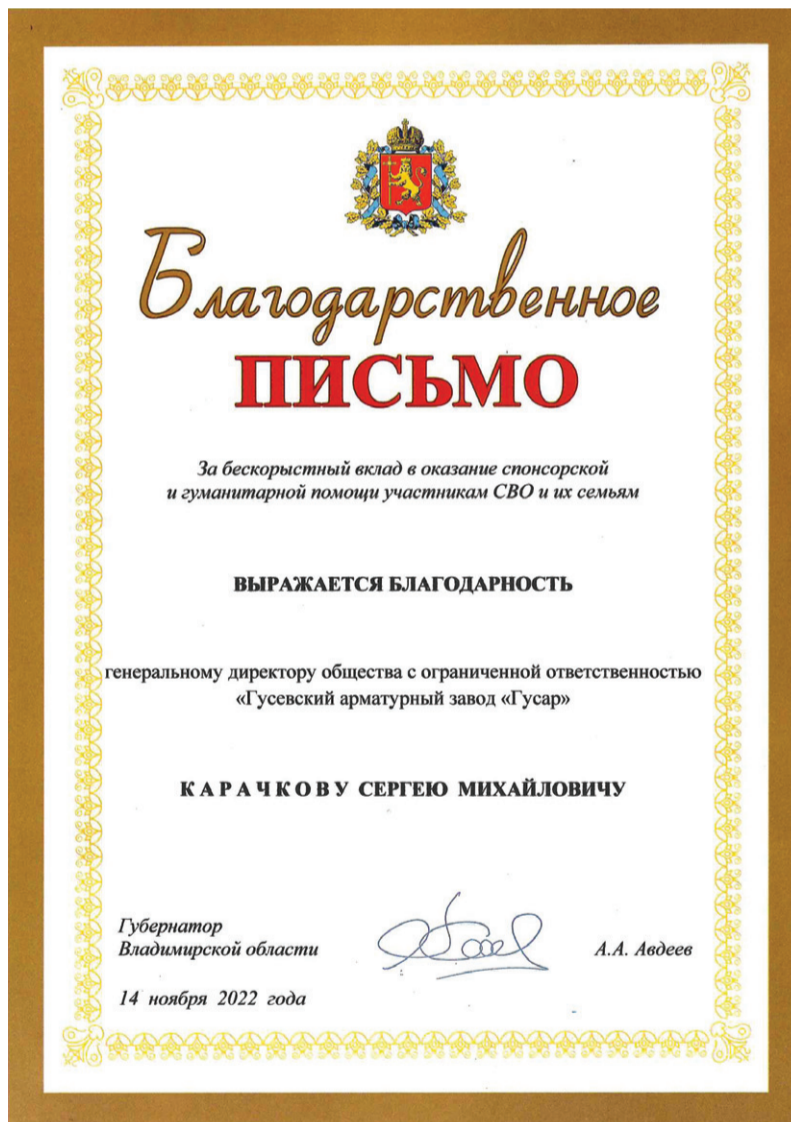 Благодарственное
ПИСЬМО
За бескорыстный вклад в оказание спонсорской
и гуманитарной помощи участникам СВО и их семьям
ВЫРАЖАЕТСЯ БЛАГОДАРНОСТЬ
генеральному директору общества с ограниченной ответственностью
«Гусевский арматурный завод «Гусар»
К А Р А Ч К О В У СЕРГЕЮ МИХАЙЛОВИЧУ
Губернатор
Владимирской области
А.А. Авдеев
14 ноября 2022 года